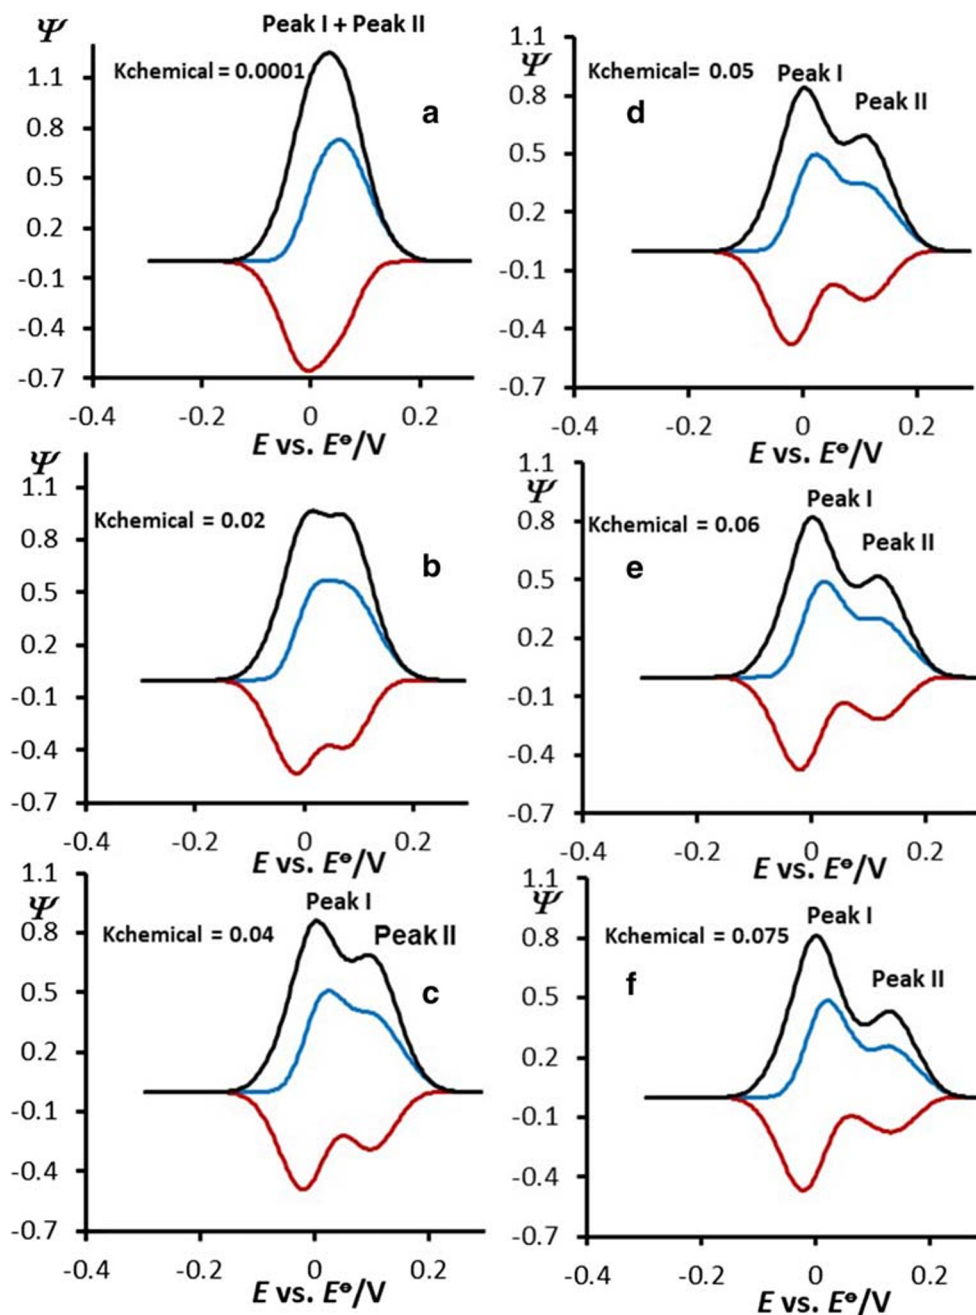 Ψ
Peak I + Peak II
Kchemical = 0.0001
a
1.1
0.8
0.5
0.2
-0.1
-0.4
-0.7
-0.4
-0.2
0
0.2
E vs. E⁰/V
Ψ
Kchemical = 0.02
b
1.1
0.8
0.5
0.2
-0.1
-0.4
-0.7
-0.4
-0.2
0
0.2
E vs. E⁰/V
Ψ
Peak I
Kchemical = 0.04
Peak II
c
1.1
0.8
0.5
0.2
-0.1
-0.4
-0.7
-0.4
-0.2
0
0.2
E vs. E⁰/V
1.1
Ψ
Kchemical= 0.05
Peak I
Peak II
d
0.8
0.5
0.2
-0.1
-0.4
-0.7
-0.4
-0.2
0
0.2
E vs. E⁰/V
1.1
Ψ
Peak I
Kchemical = 0.06
Peak II
e
0.8
0.5
0.2
-0.1
-0.4
-0.7
-0.4
-0.2
0
0.2
E vs. E⁰/V
1.1
Ψ
Peak I
Kchemical = 0.075
Peak II
f
0.8
0.5
0.2
-0.1
-0.4
-0.7
-0.4
-0.2
0
0.2
E vs. E⁰/V